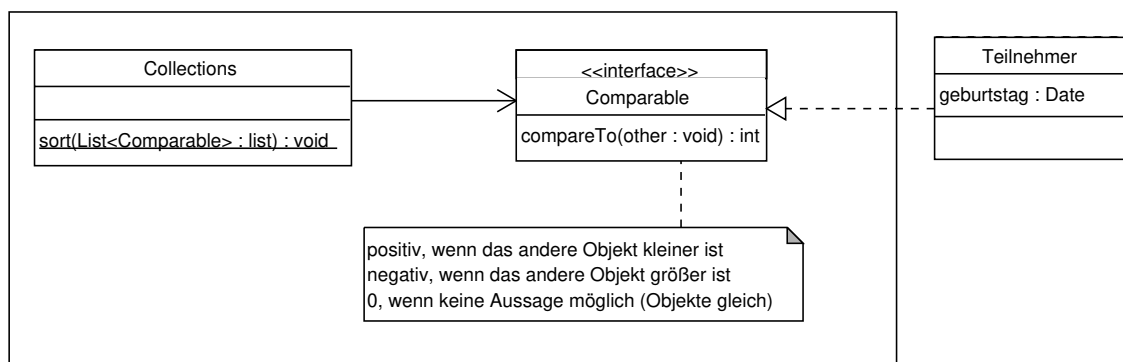 Collections
sort(List<Comparable> : list) : void
<<interface>>
Comparable
compareTo(other : void) : int
Teilnehmer
geburtstag : Date
positiv, wenn das andere Objekt kleiner ist
negativ, wenn das andere Objekt größer ist
0, wenn keine Aussage möglich (Objekte gleich)